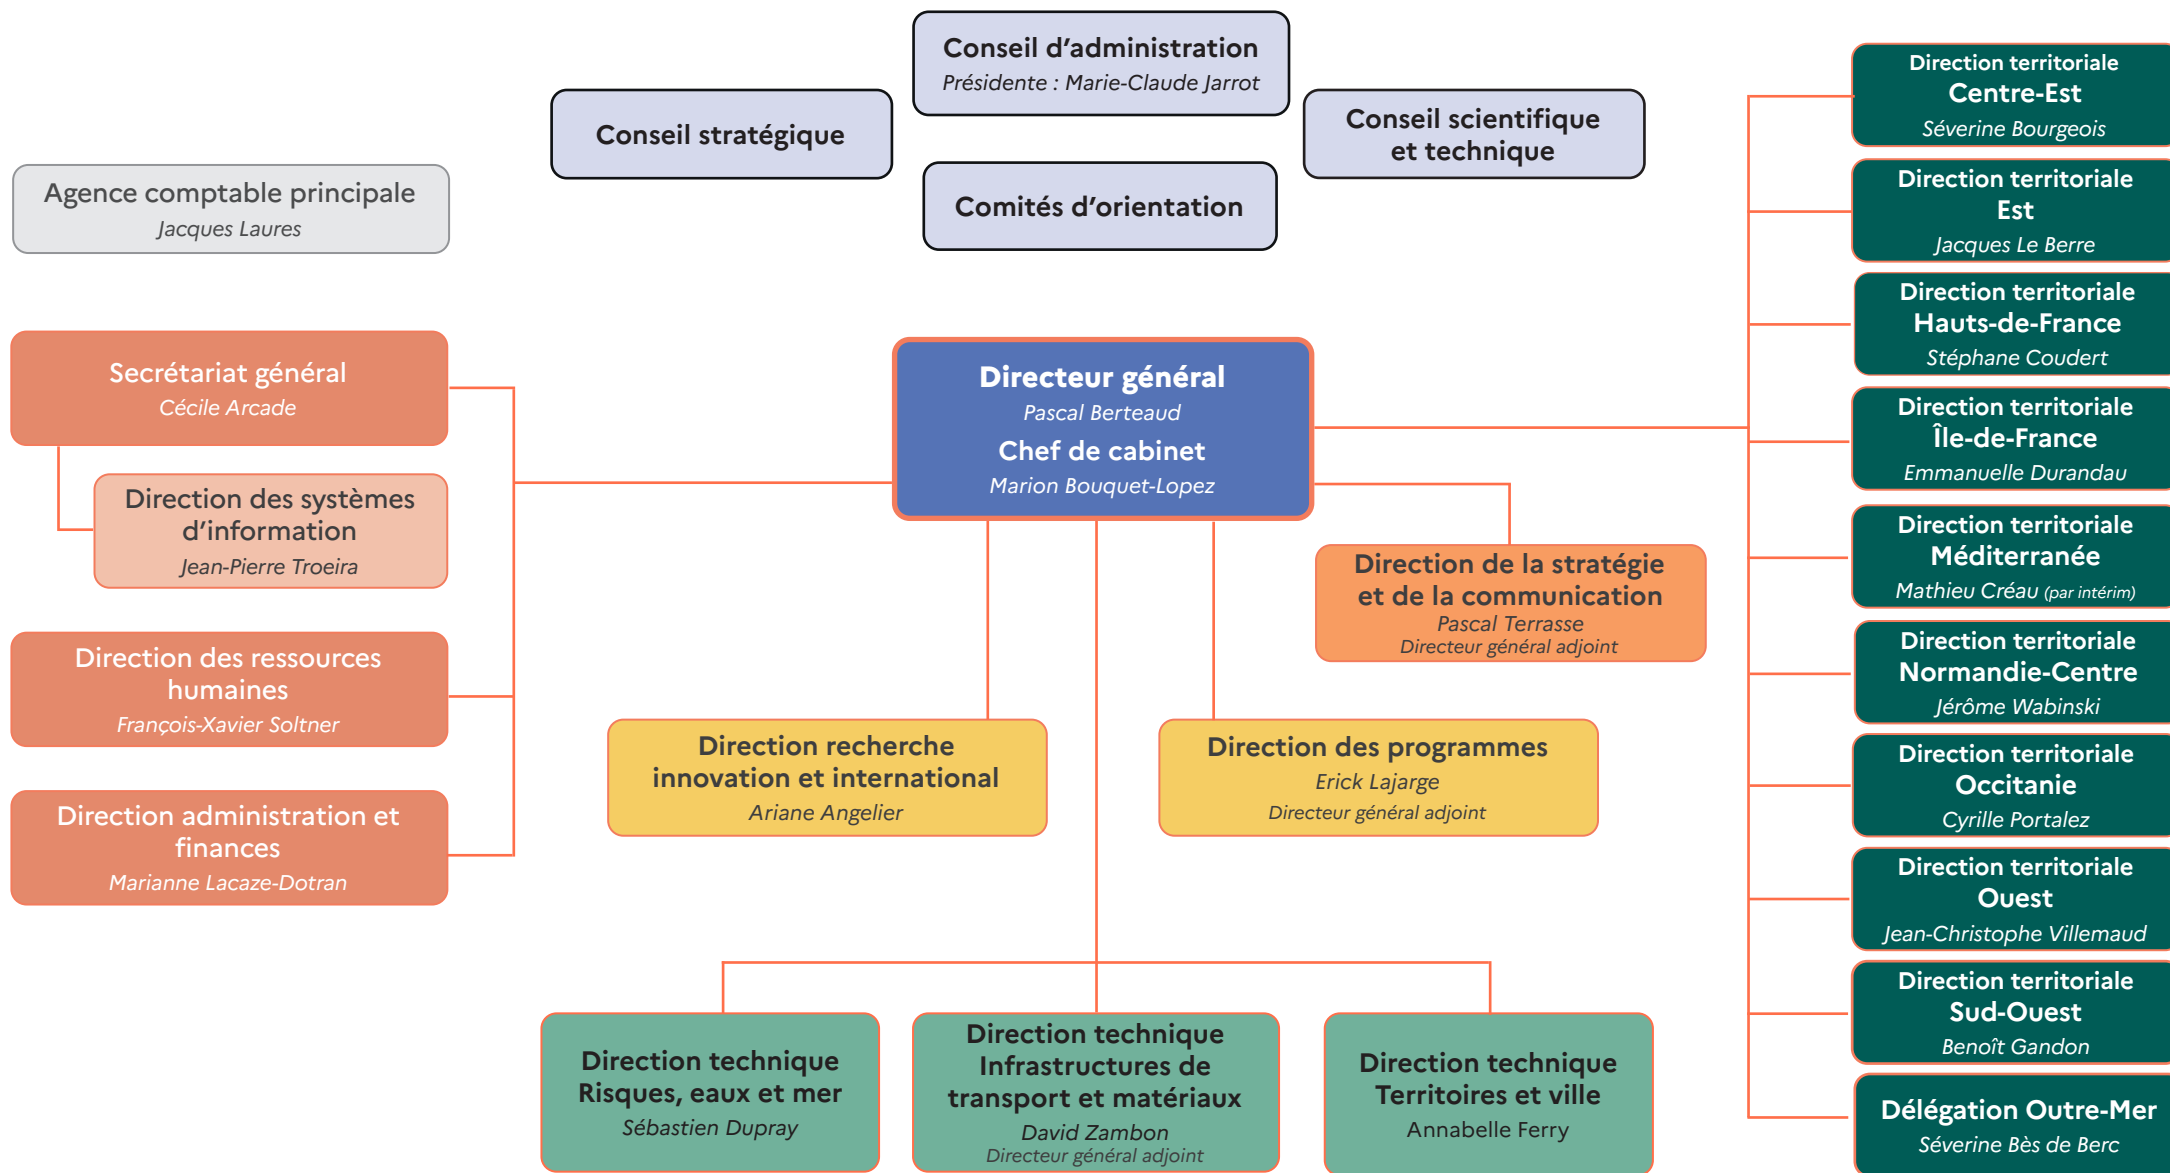 Conseil d'administration
Présidente : Marie-Claude Jarrot
Conseil stratégique
Conseil scientifique
et technique
Comités d'orientation
Agence comptable principale
Jacques Laures
Secrétariat général
Cécile Arcade
Direction des systèmes
d'information
Jean-Pierre Troeira
Direction des ressources
humaines
François-Xavier Soltner
Direction administration et
finances
Marianne Lacaze-Dotran
Directeur général
Pascal Berteaud
Chef de cabinet
Marion Bouquet-Lopez
Direction de la stratégie
et de la communication
Pascal Terrasse
Directeur général adjoint
Direction recherche
innovation et international
Ariane Angelier
Direction des programmes
Erick Lajarge
Directeur général adjoint
Direction technique
Risques, eaux et mer
Sébastien Dupray
Direction technique
Infrastructures de
transport et matériaux
David Zambon
Directeur général adjoint
Direction technique
Territoires et ville
Annabelle Ferry
Direction territoriale
Centre-Est
Séverine Bourgeois
Direction territoriale
Est
Jacques Le Berre
Direction territoriale
Hauts-de-France
Stéphane Coudert
Direction territoriale
Île-de-France
Emmanuelle Durandau
Direction territoriale
Méditerranée
Mathieu Créau (par intérim)
Direction territoriale
Normandie-Centre
Jérôme Wabinski
Direction territoriale
Occitanie
Cyrille Portalez
Direction territoriale
Ouest
Jean-Christophe Villemaud
Direction territoriale
Sud-Ouest
Benoît Gandon
Délégation Outre-Mer
Séverine Bès de Berc